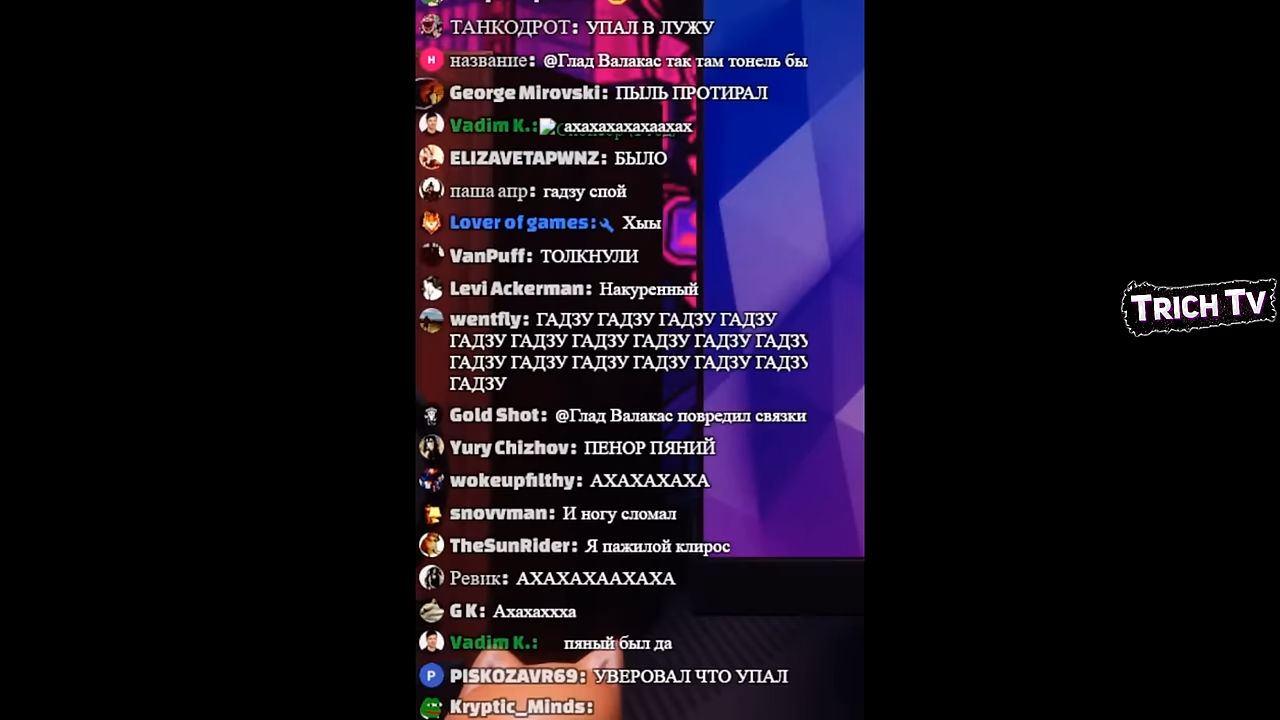 ТАНКОДРОТ: УПАЛ В ЛУЖУ
название: @Глад Валакас так там тонель бы
George Mirovski: ПЫЛЬ ПРОТИРАЛ
Vadim K.: ахахахахахаахах
ELIZAVETAPWNZ: БЫЛО
паша апр: гадзу спой
Lover of games: Хыы
VanPuff: ТОЛКНУЛИ
Levi Ackerman: Накуренный
wentfly: ГАДЗУ ГАДЗУ ГАДЗУ ГАДЗУ
ГАДЗУ ГАДЗУ ГАДЗУ ГАДЗУ ГАДЗУ ГАДЗУ
ГАДЗУ ГАДЗУ ГАДЗУ ГАДЗУ ГАДЗУ ГАДЗУ
ГАДЗУ
Gold Shot: @Глад Валакас повредил связки
Yury Chizhov: ПЕНОР ПЯНИЙ
wokeupfilthy: АХАХАХАХА
snovvman: И ногу сломал
TheSunRider: Я пажилой клирос
Ревик: АХАХАХААХАХА
G K: Ахахаххха
Vadim K.: пяный был да
PISKOZAVR69: УВЕРОВАЛ ЧТО УПАЛ
Kryptic_Minds:
TRICH TV